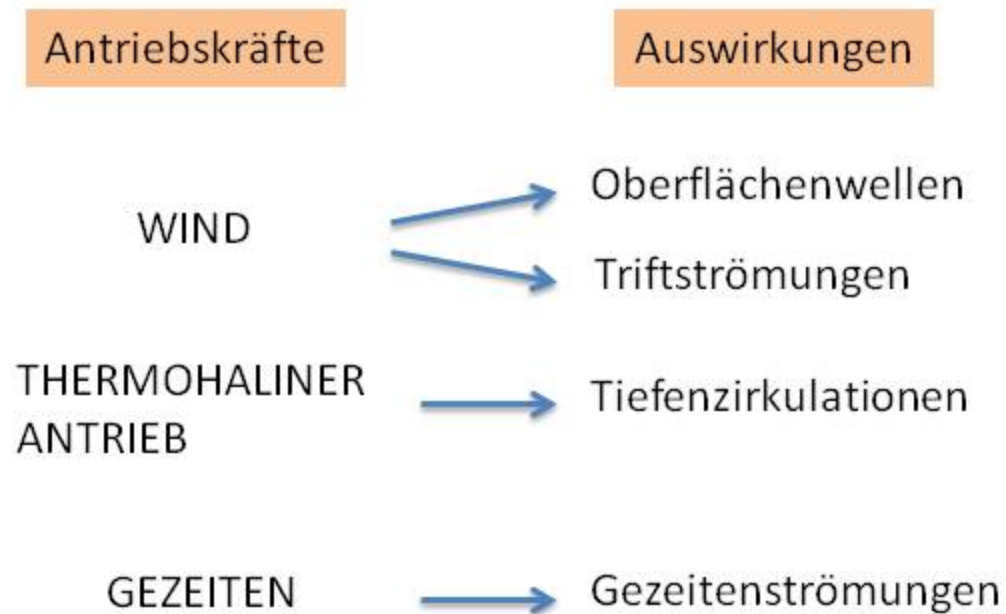 Antriebskräfte
Auswirkungen
WIND
Oberflächenwellen
Triftströmungen
THERMOHALINER
ANTRIEB
Tiefenzirkulationen
GEZEITEN
Gezeitenströmungen